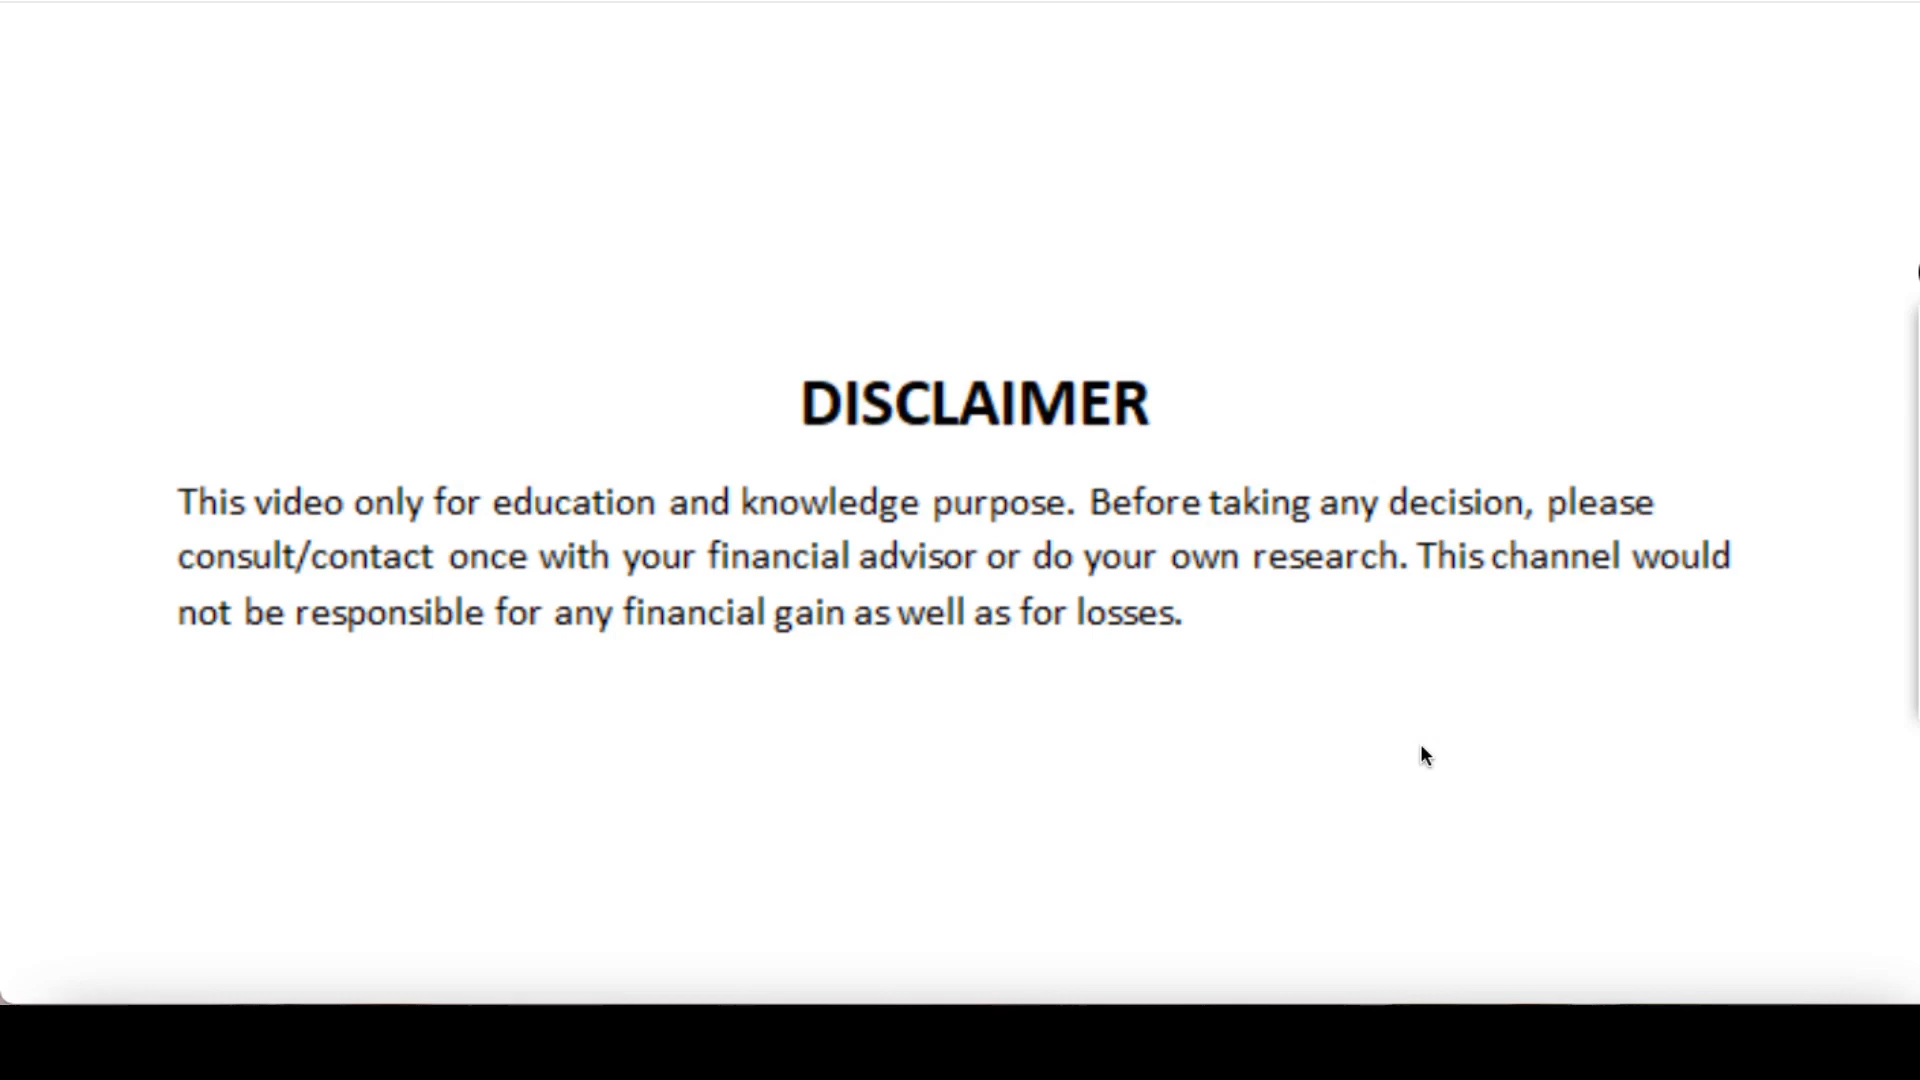 DISCLAIMER
This video only for education and knowledge purpose. Before taking any decision, please
consult/contact once with your financial advisor or do your own research. This channel would
not be responsible for any financial gain as well as for losses.